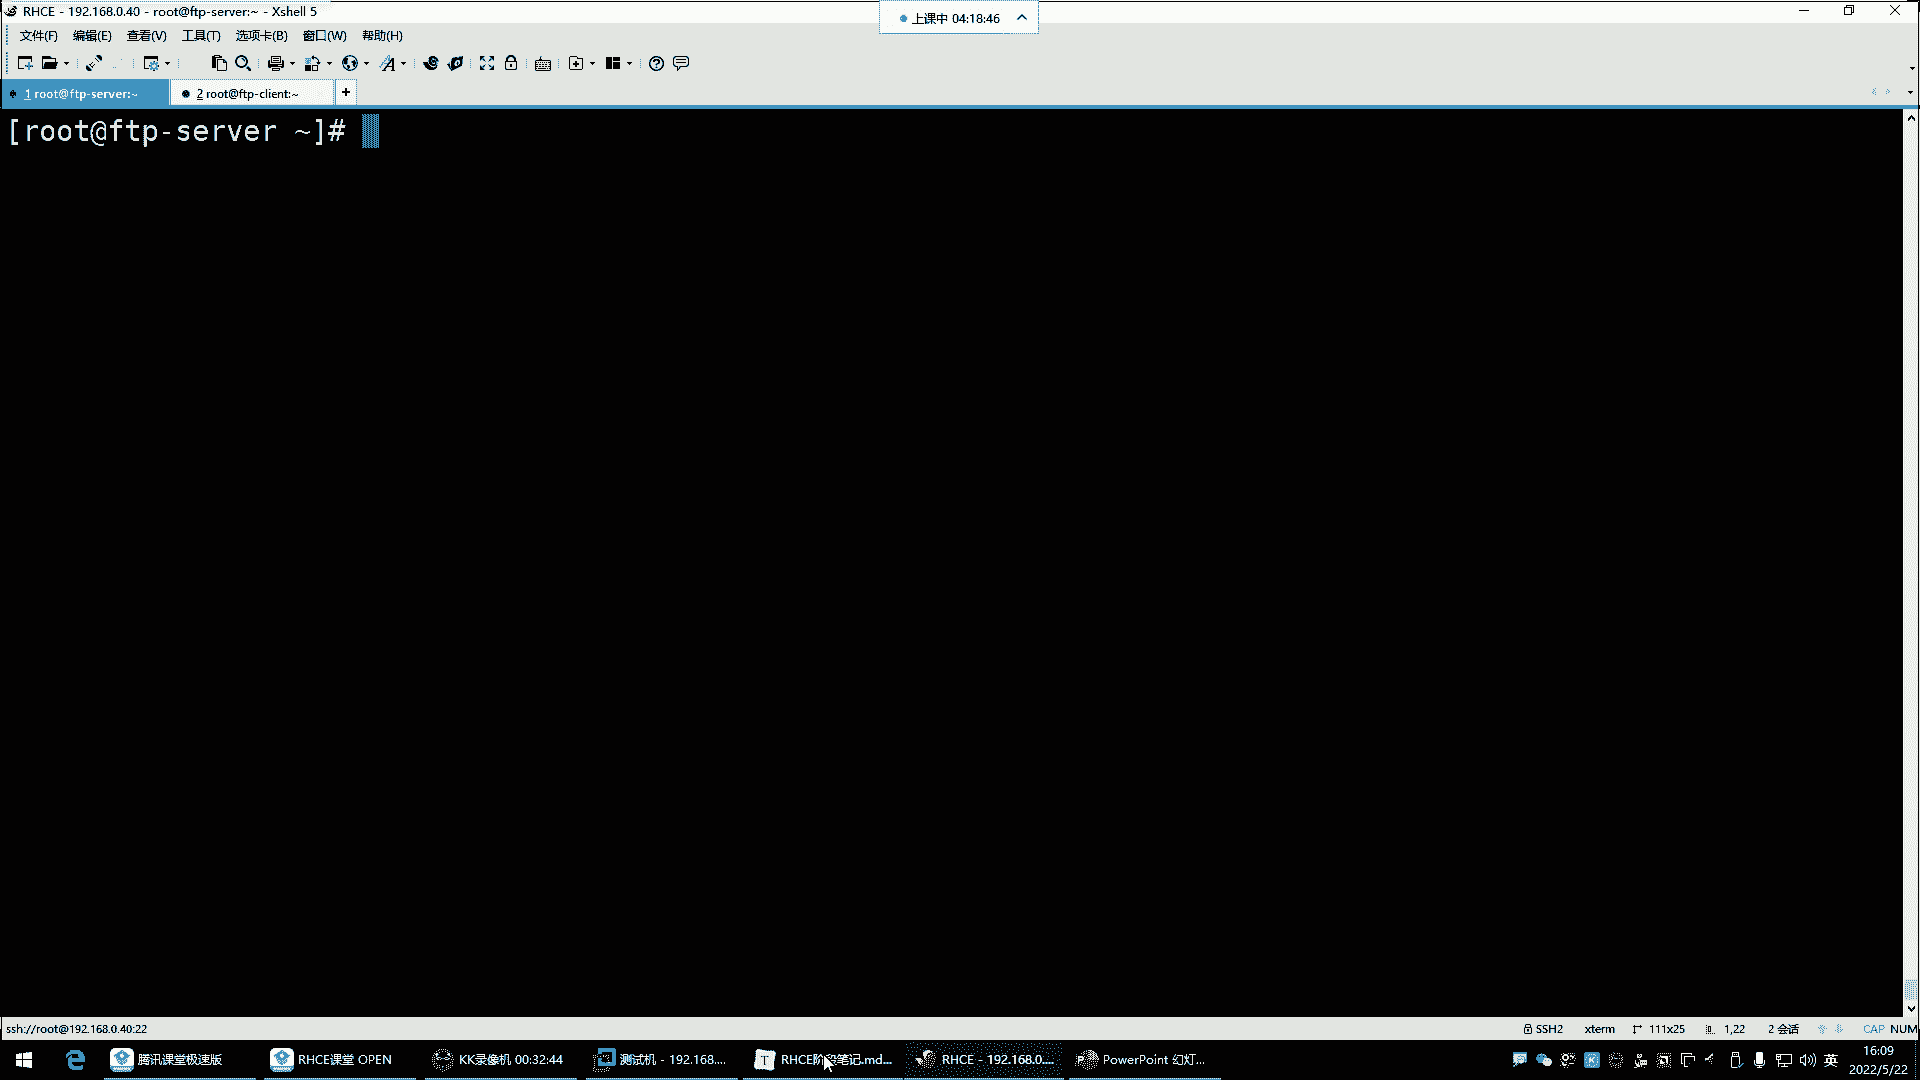 RHCE - 192.168.0.40 - root@ftp-server:~ - Xshell 5
上课中 04:18:46
文件(F) 编辑(E) 查看(V) 工具(T) 选项卡(B) 窗口(W) 帮助(H)
1 root@ftp-server:~ 2 root@ftp-client:~ +
[root@ftp-server ~]#
ssh://root@192.168.0.40:22 SSH2 xterm 111x25 1,22 2 会话 CAP NUM
腾讯课堂极速版 RHCE课堂 OPEN KK录像机 00:32:44 测试机 - 192.168.... RHCE阶段笔记.md... RHCE - 192.168.0.... PowerPoint 幻灯... 英 16:09
2022/5/22